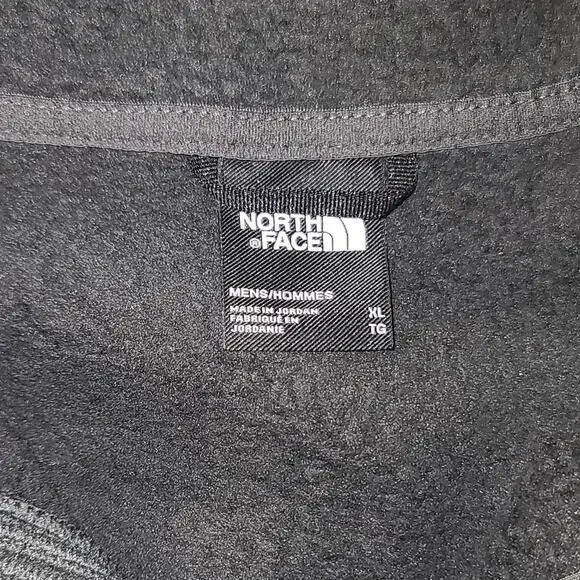 NORTH
®FACE
MENS/HOMMES
MADE IN JORDAN XL
FABRIQUÉ EN TG
JORDANIE